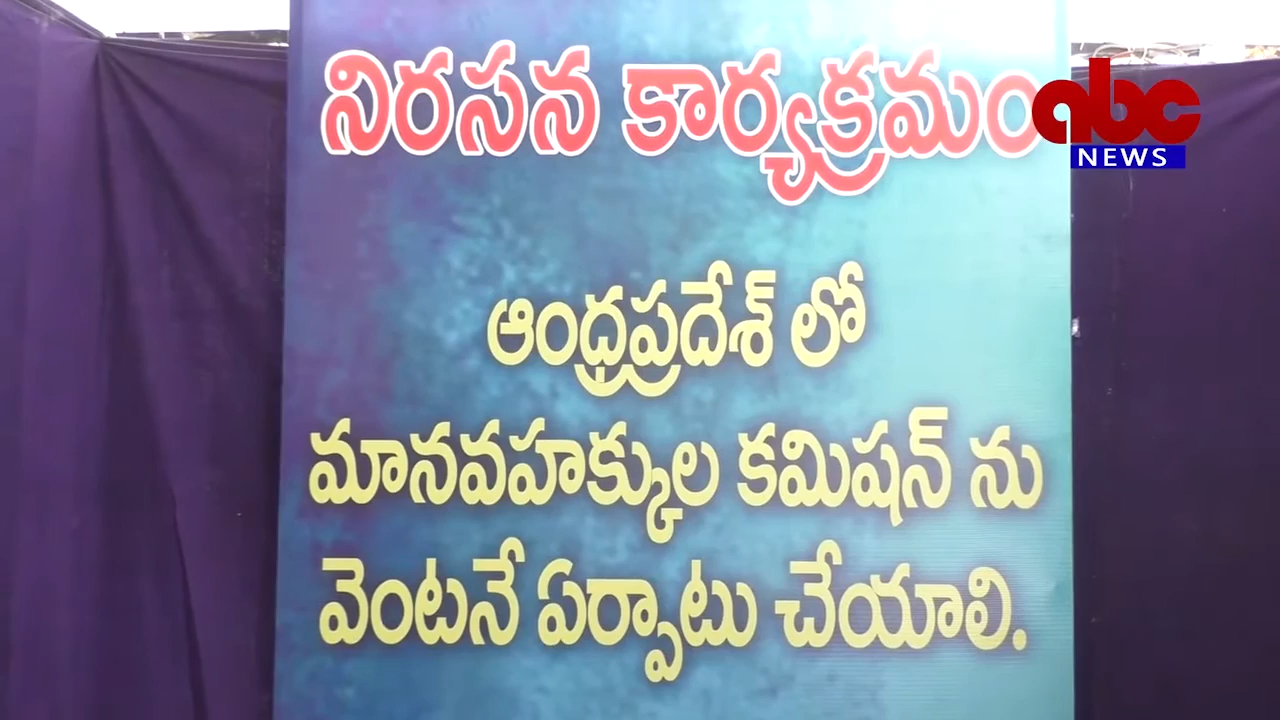 నిరసన కార్యక్రమం
abc
NEWS
ఆంధ్రప్రదేశ్ లో
మానవహక్కుల కమిషన్ ను
వెంటనే ఏర్పాటు చేయాలి.